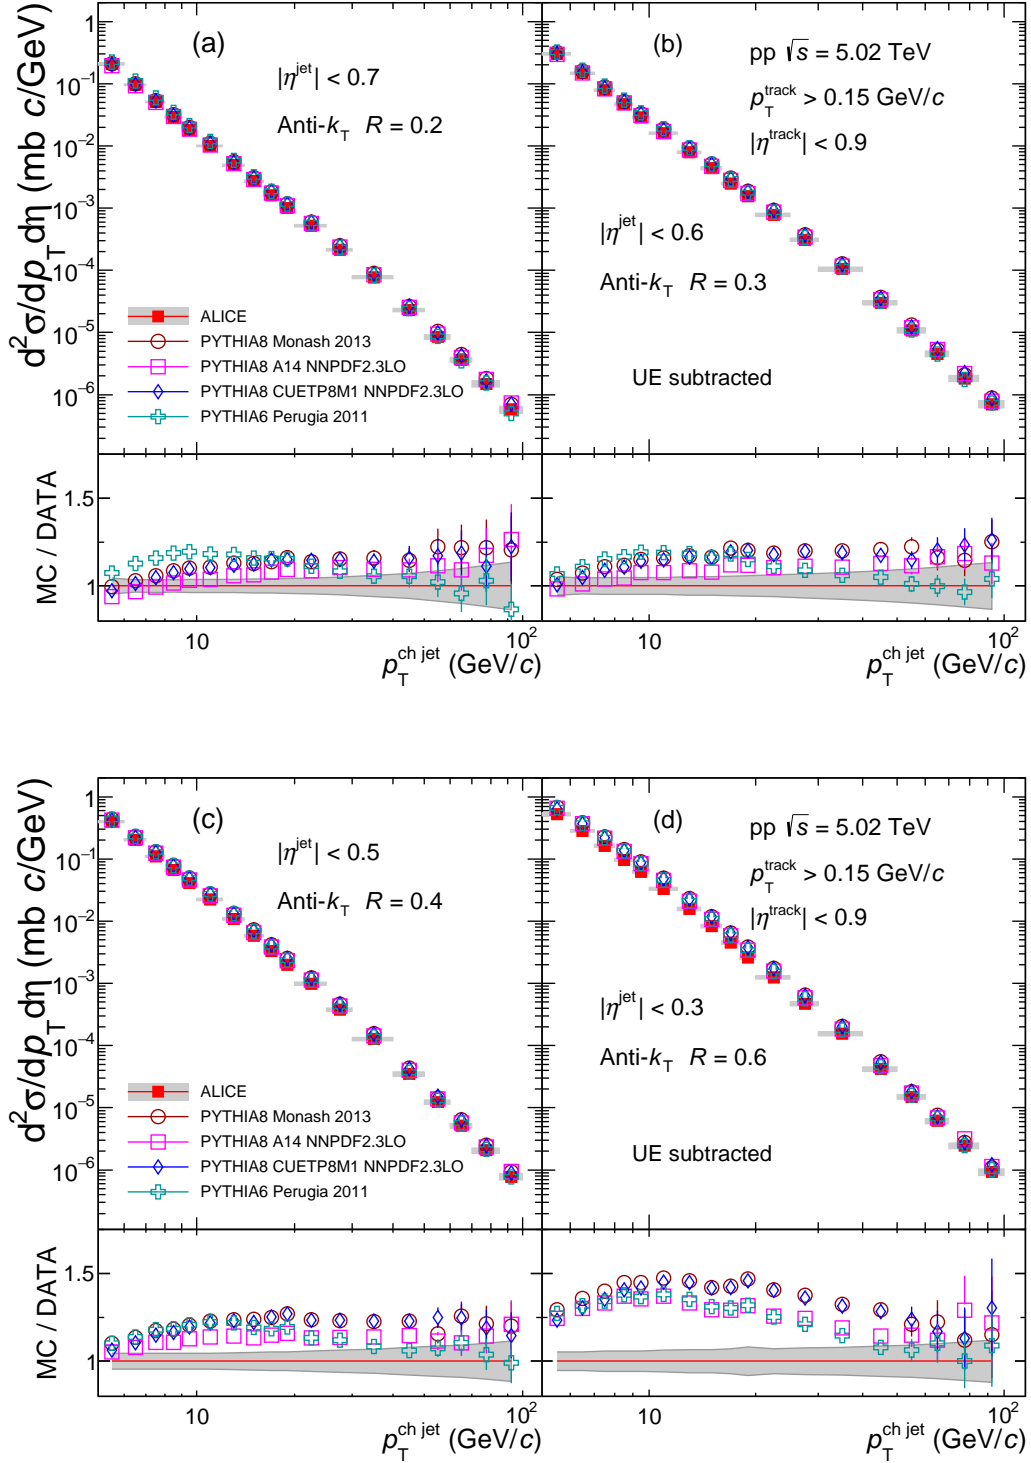 (a)
|η^jet| < 0.7
Anti-k_T R = 0.2
d²σ/dp_T dη (mb c/GeV)
1
10⁻¹
10⁻²
10⁻³
10⁻⁴
10⁻⁵
10⁻⁶
ALICE
PYTHIA8 Monash 2013
PYTHIA8 A14 NNPDF2.3LO
PYTHIA8 CUETP8M1 NNPDF2.3LO
PYTHIA6 Perugia 2011
(b)
pp √s = 5.02 TeV
p_T^track > 0.15 GeV/c
|η^track| < 0.9
|η^jet| < 0.6
Anti-k_T R = 0.3
UE subtracted
MC / DATA
1.5
1
10
10²
10
10²
p_T^ch jet (GeV/c)
p_T^ch jet (GeV/c)
(c)
|η^jet| < 0.5
Anti-k_T R = 0.4
d²σ/dp_T dη (mb c/GeV)
1
10⁻¹
10⁻²
10⁻³
10⁻⁴
10⁻⁵
10⁻⁶
ALICE
PYTHIA8 Monash 2013
PYTHIA8 A14 NNPDF2.3LO
PYTHIA8 CUETP8M1 NNPDF2.3LO
PYTHIA6 Perugia 2011
(d)
pp √s = 5.02 TeV
p_T^track > 0.15 GeV/c
|η^track| < 0.9
|η^jet| < 0.3
Anti-k_T R = 0.6
UE subtracted
MC / DATA
1.5
1
10
10²
10
10²
p_T^ch jet (GeV/c)
p_T^ch jet (GeV/c)